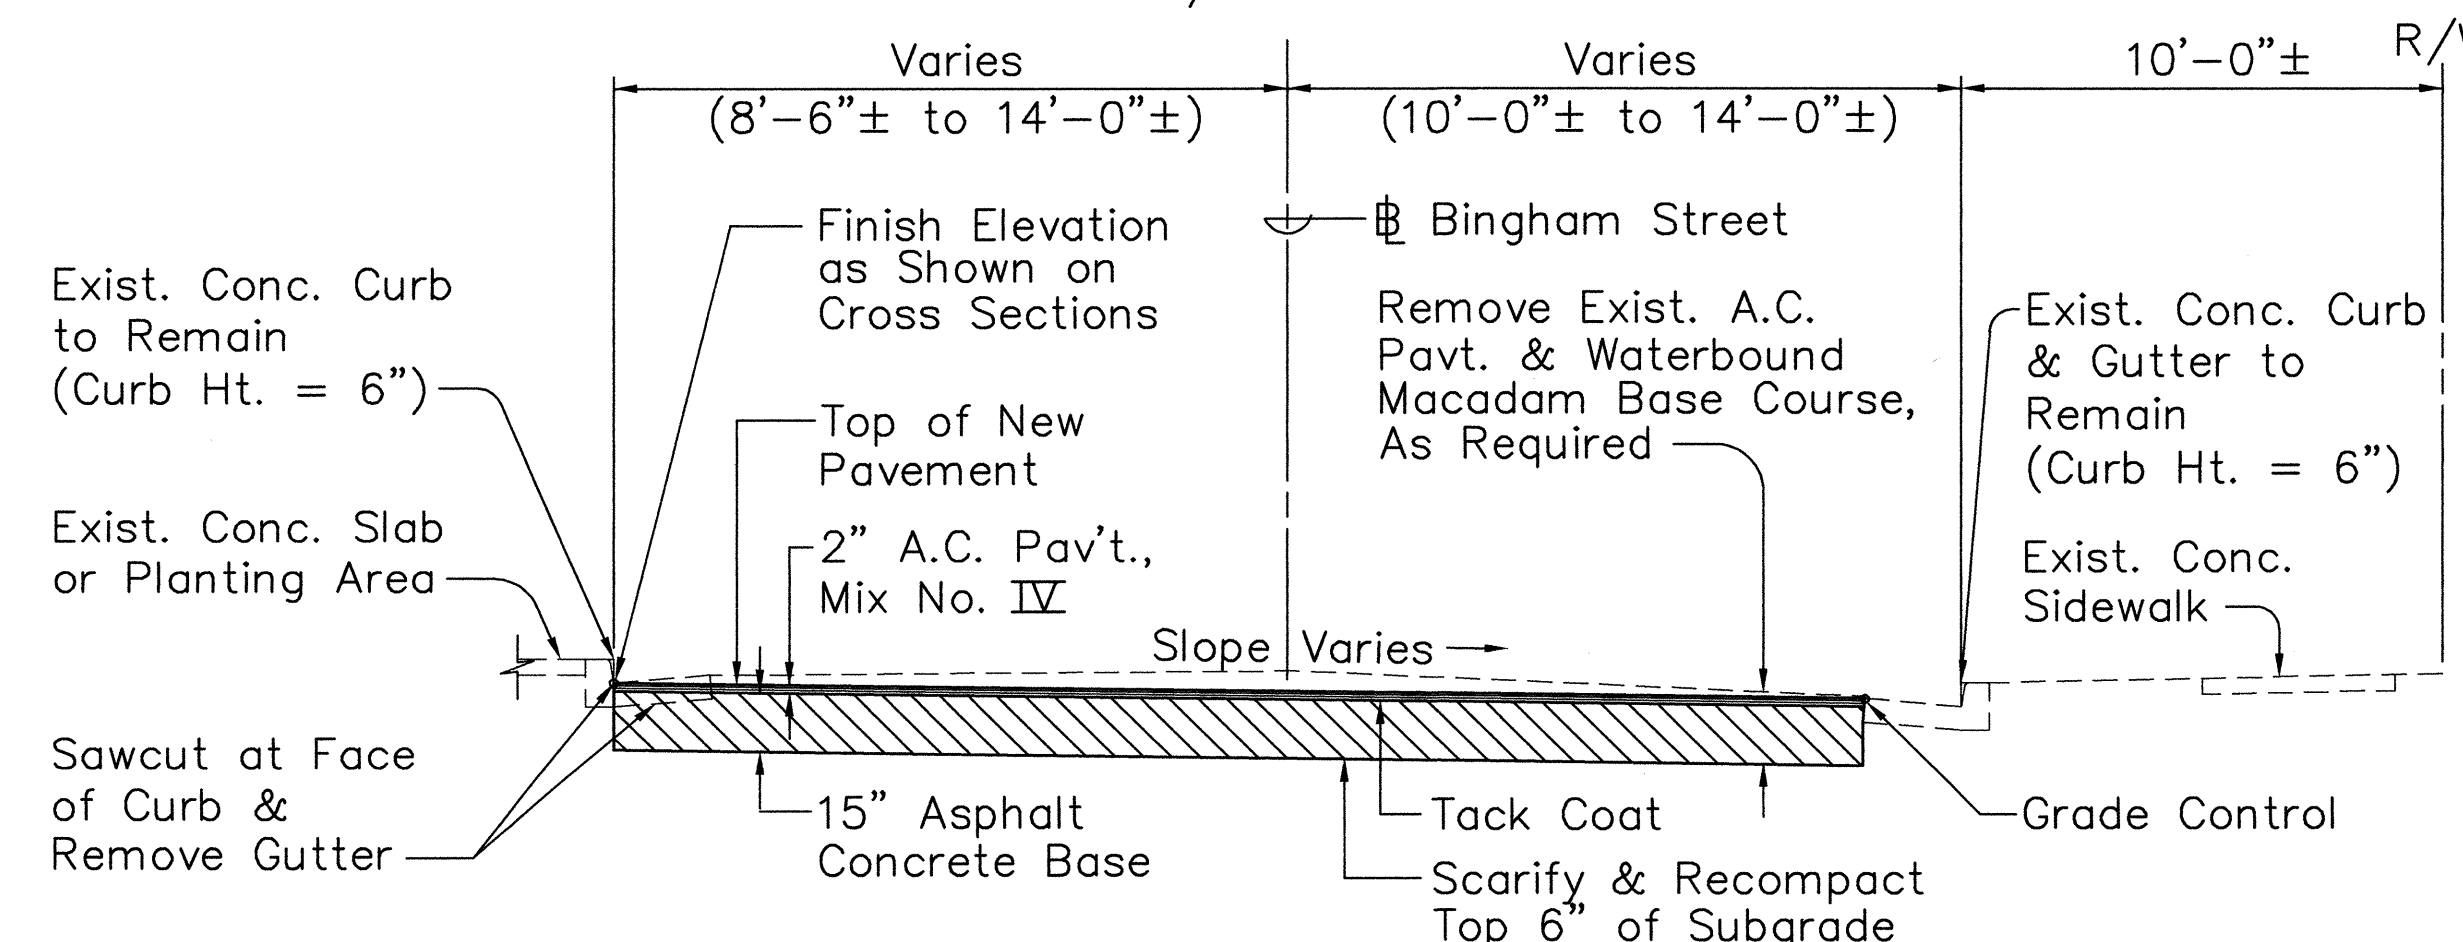 Varies
(8'-6"± to 14'-0"±)
Varies
(10'-0"± to 14'-0"±)
10'-0"±
Finish Elevation
as Shown on
Cross Sections
℄ Bingham Street
Exist. Conc. Curb
to Remain
(Curb Ht. = 6")
Remove Exist. A.C.
Pavt. & Waterbound
Macadam Base Course,
As Required
Exist. Conc. Curb
& Gutter to
Remain
(Curb Ht. = 6")
Top of New
Pavement
Exist. Conc. Slab
or Planting Area
2" A.C. Pav't.,
Mix No. IV
Exist. Conc.
Sidewalk
Slope Varies
Sawcut at Face
of Curb &
Remove Gutter
15" Asphalt
Concrete Base
Tack Coat
Grade Control
Scarify & Recompact
Top 6" of Subgrade